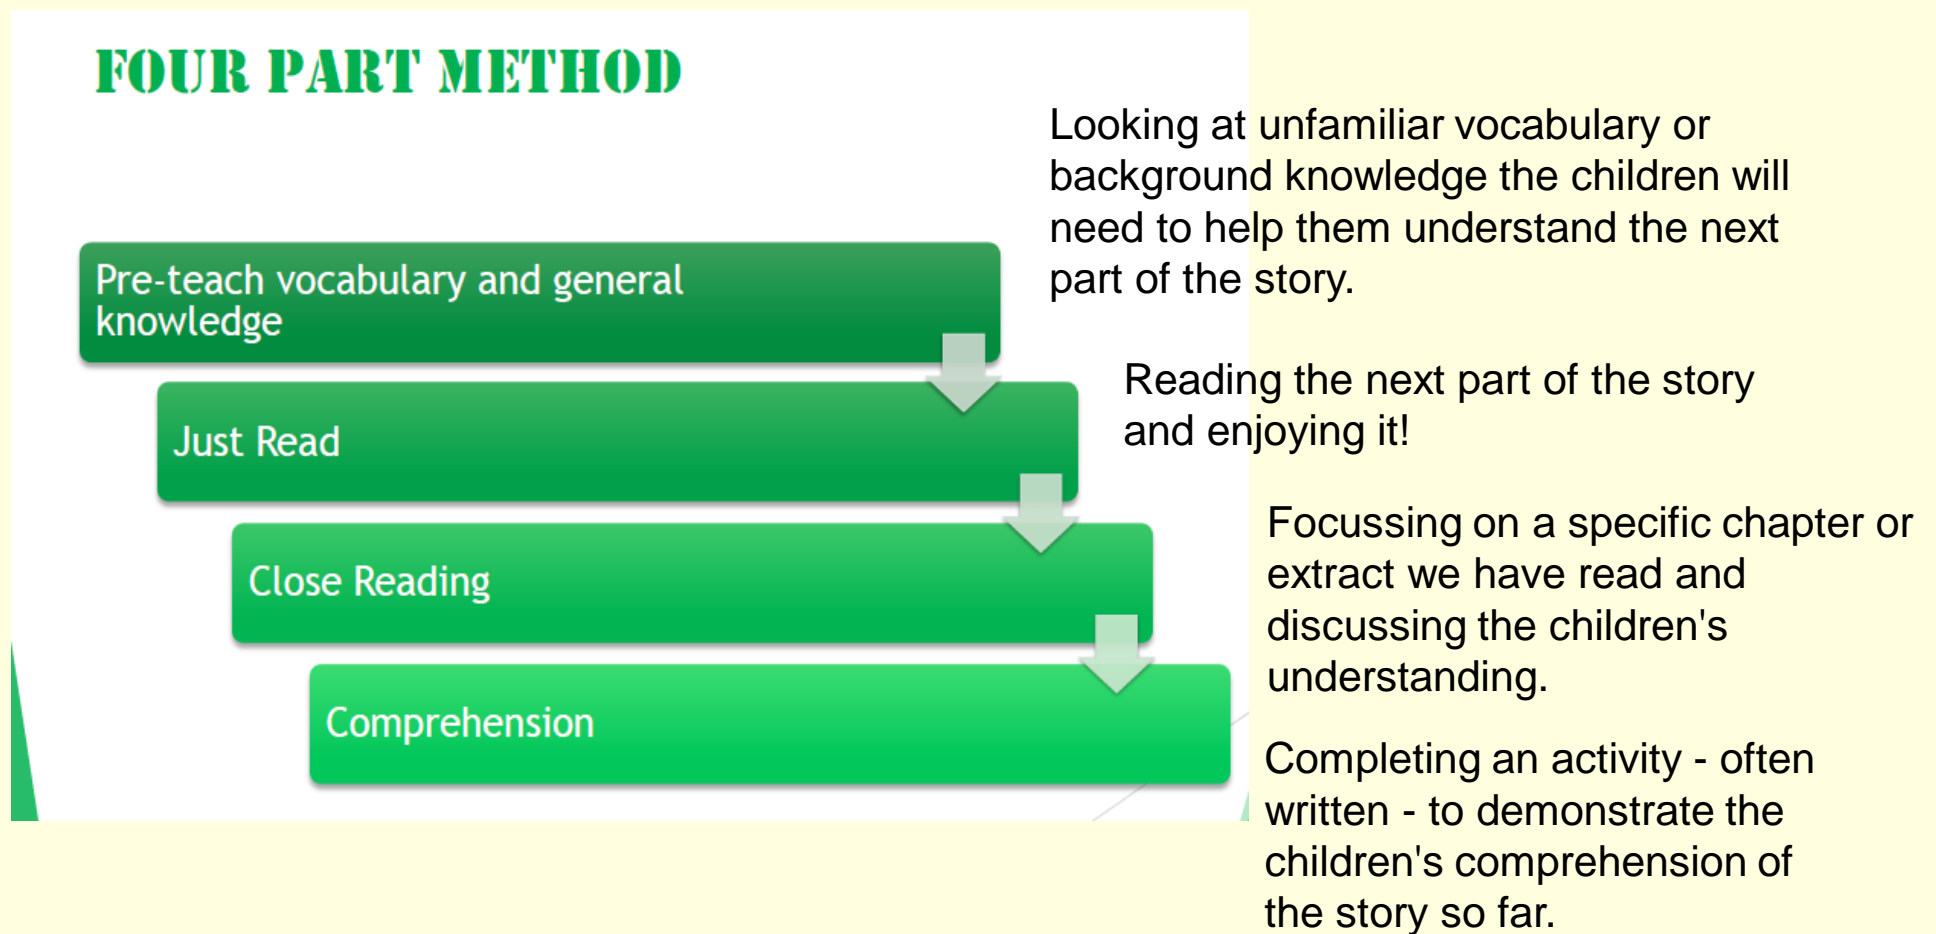 FOUR PART METHOD
Looking at unfamiliar vocabulary or
background knowledge the children will
need to help them understand the next
part of the story.
Pre-teach vocabulary and general
knowledge
Reading the next part of the story
and enjoying it!
Just Read
Focussing on a specific chapter or
extract we have read and
discussing the children's
understanding.
Close Reading
Comprehension
Completing an activity - often
written - to demonstrate the
children's comprehension of
the story so far.